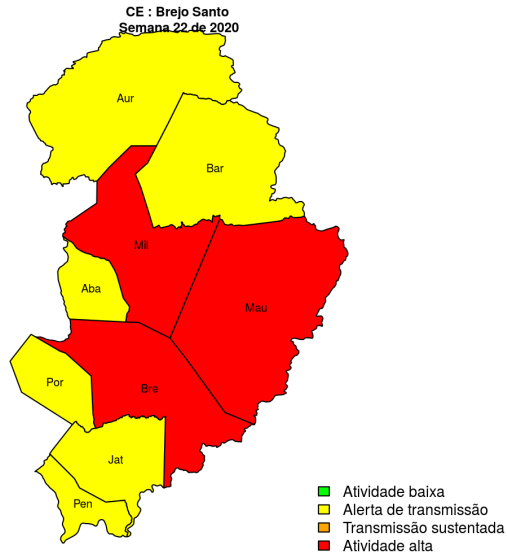 CE : Brejo Santo
Semana 22 de 2020
Aur
Bar
Mil
Aba
Mau
Por
Bre
Jat
Pen
Atividade baixa
Alerta de transmissão
Transmissão sustentada
Atividade alta